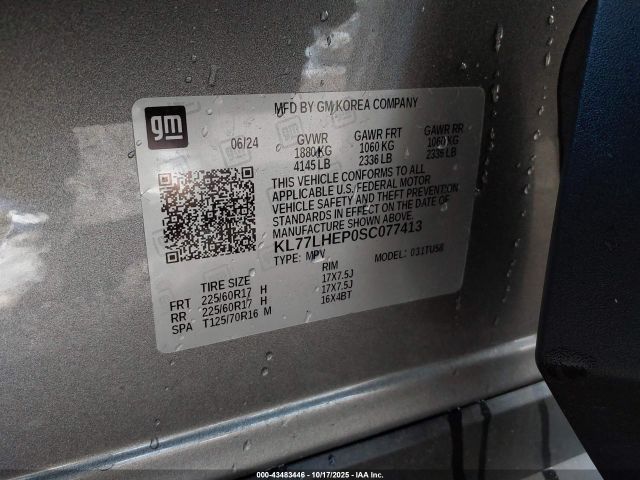 MFD BY GM KOREA COMPANY
gm
06/24
GVWR GAWR FRT GAWR RR
1880 KG 1060 KG 1060 KG
4145 LB 2336 LB 2336 LB
THIS VEHICLE CONFORMS TO ALL
APPLICABLE U.S. FEDERAL MOTOR
VEHICLE SAFETY AND THEFT PREVENTION
STANDARDS IN EFFECT ON THE DATE OF
MANUFACTURE SHOWN ABOVE.
KL77LHEP0SC077413
TYPE: MPV MODEL: 031TU58
TIRE SIZE RIM
FRT 225/60R17 H 17X7.5J
RR 225/60R17 H 17X7.5J
SPA T125/70R16 M 16X4BT
00-43483446 - 10/17/2025 - IAA Inc.